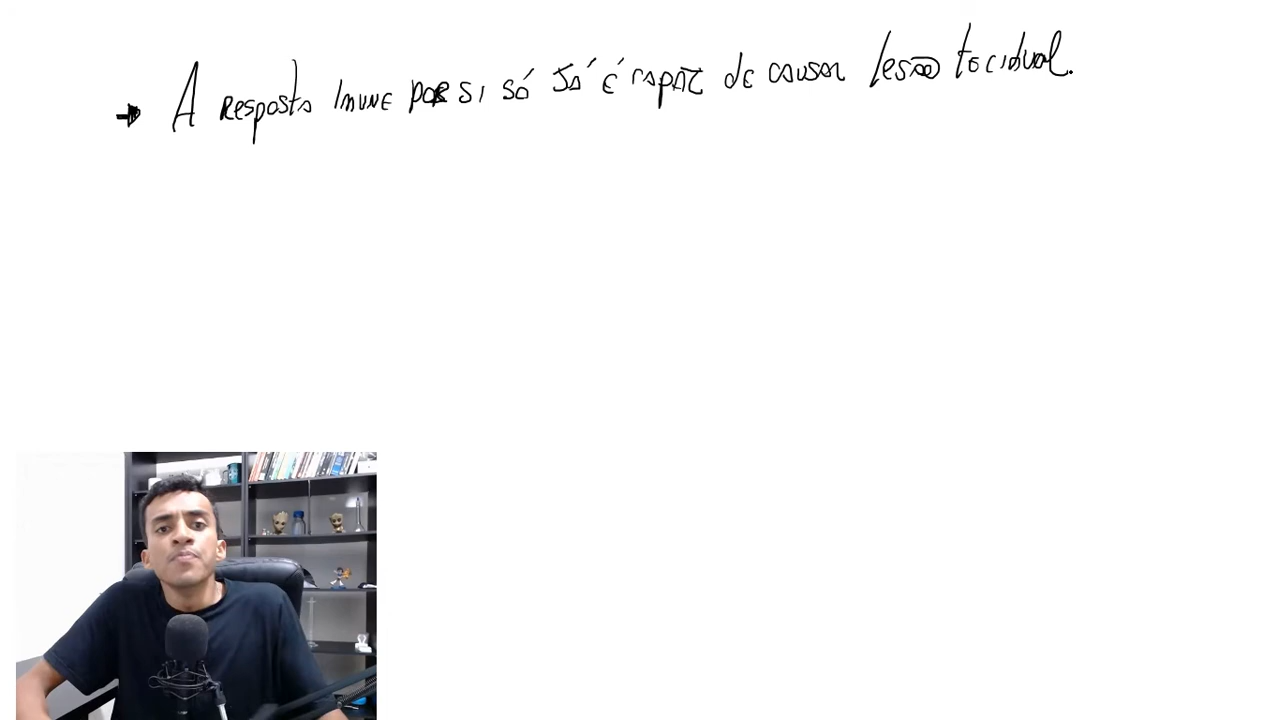 → A resposta imune por si só já é capaz de causar lesão tecidual.